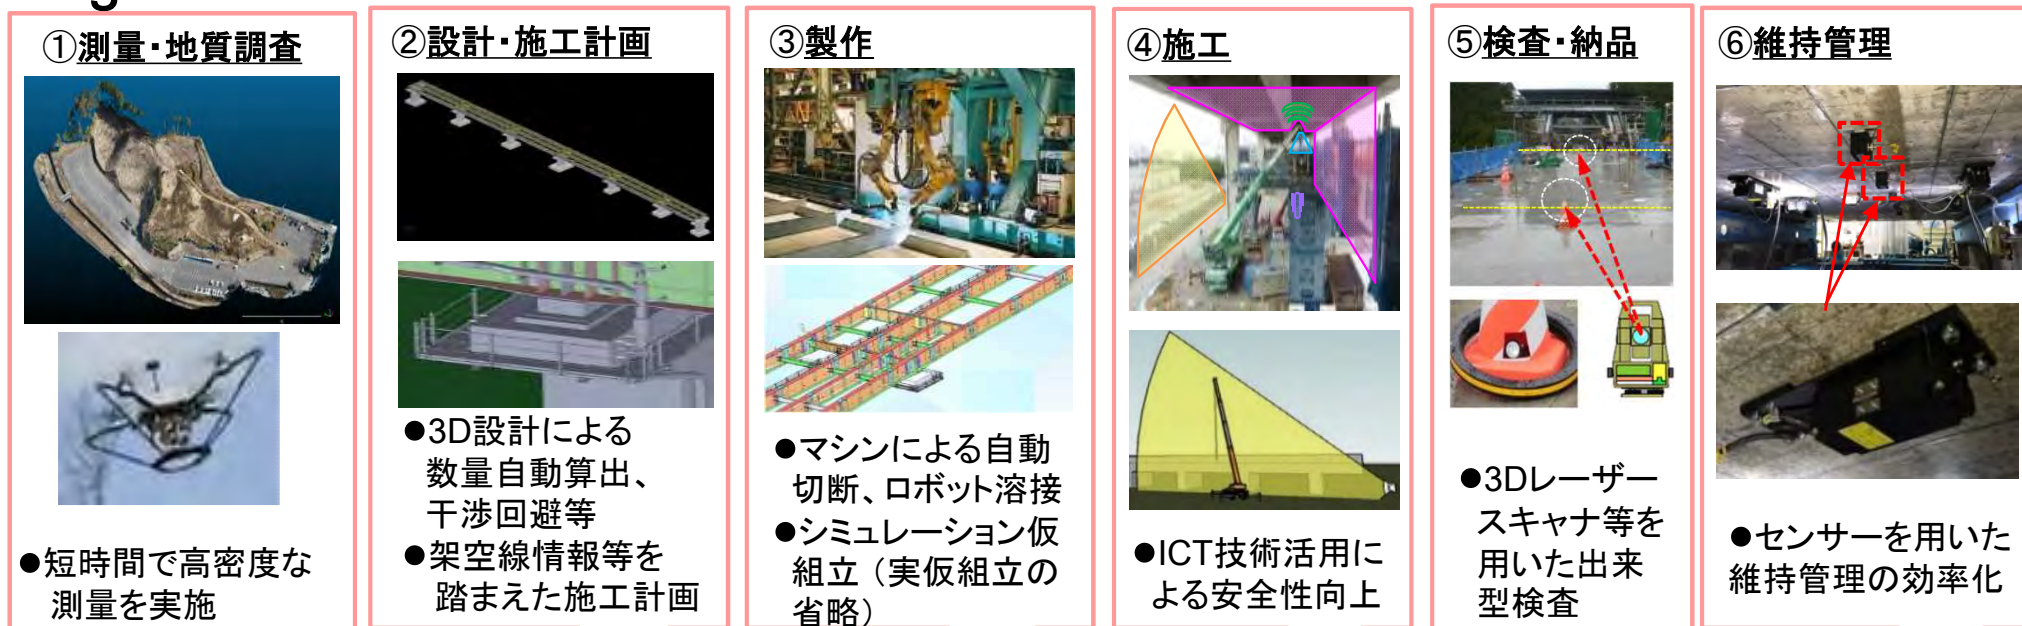 ①測量・地質調査
●短時間で高密度な
測量を実施
②設計・施工計画
●3D設計による
数量自動算出、
干渉回避等
●架空線情報等を
踏まえた施工計画
③製作
●マシンによる自動
切断、ロボット溶接
●シミュレーション仮
組立（実仮組立の
省略）
④施工
●ICT技術活用に
よる安全性向上
⑤検査・納品
●3Dレーザー
スキャナ等を
用いた出来
型検査
⑥維持管理
●センサーを用いた
維持管理の効率化